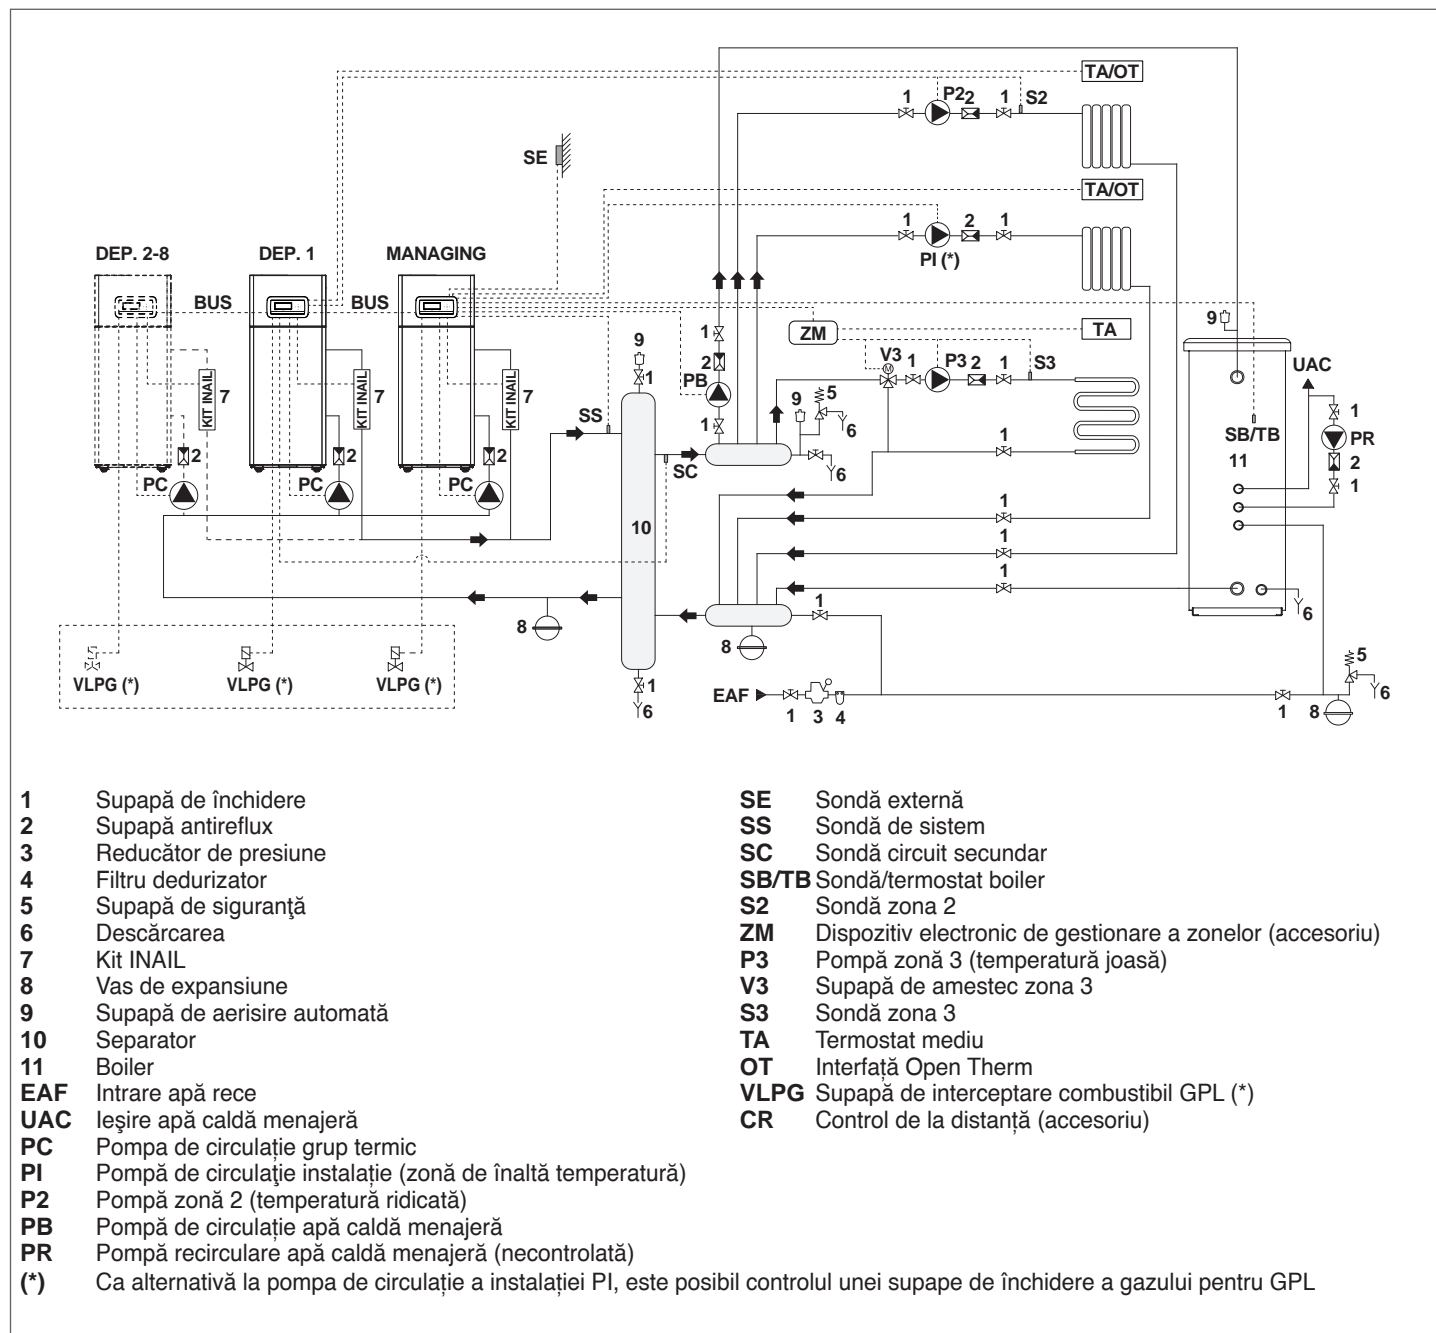 TA/OT
1 P2 2 1 S2
SE
TA/OT
1 2 1
PI (*)
DEP. 2-8 DEP. 1 MANAGING
BUS BUS
9
ZM TA
1
V3 P3
1 2 1 S3
UAC
9
2
1
PB
9 5
KIT INAIL 7 KIT INAIL 7 KIT INAIL
SS
1
6
1
SB/TB PR
11
2 2 2
SC
6
1
2
PC PC PC
1
10
1
1
1
8
8
1
6
VLPG (*) VLPG (*) VLPG (*)
1
6
EAF
1 3 4
5
6
1 8
1 Supapă de închidere
2 Supapă antireflux
3 Reducător de presiune
4 Filtru dedurizator
5 Supapă de siguranţă
6 Descărcarea
7 Kit INAIL
8 Vas de expansiune
9 Supapă de aerisire automată
10 Separator
11 Boiler
EAF Intrare apă rece
UAC Ieşire apă caldă menajeră
PC Pompa de circulație grup termic
PI Pompă de circulaţie instalație (zonă de înaltă temperatură)
P2 Pompă zonă 2 (temperatură ridicată)
PB Pompă de circulație apă caldă menajeră
PR Pompă recirculare apă caldă menajeră (necontrolată)
(*) Ca alternativă la pompa de circulație a instalației PI, este posibil controlul unei supape de închidere a gazului pentru GPL
SE Sondă externă
SS Sondă de sistem
SC Sondă circuit secundar
SB/TB Sondă/termostat boiler
S2 Sondă zona 2
ZM Dispozitiv electronic de gestionare a zonelor (accesoriu)
P3 Pompă zonă 3 (temperatură joasă)
V3 Supapă de amestec zona 3
S3 Sondă zona 3
TA Termostat mediu
OT Interfață Open Therm
VLPG Supapă de interceptare combustibil GPL (*)
CR Control de la distanță (accesoriu)